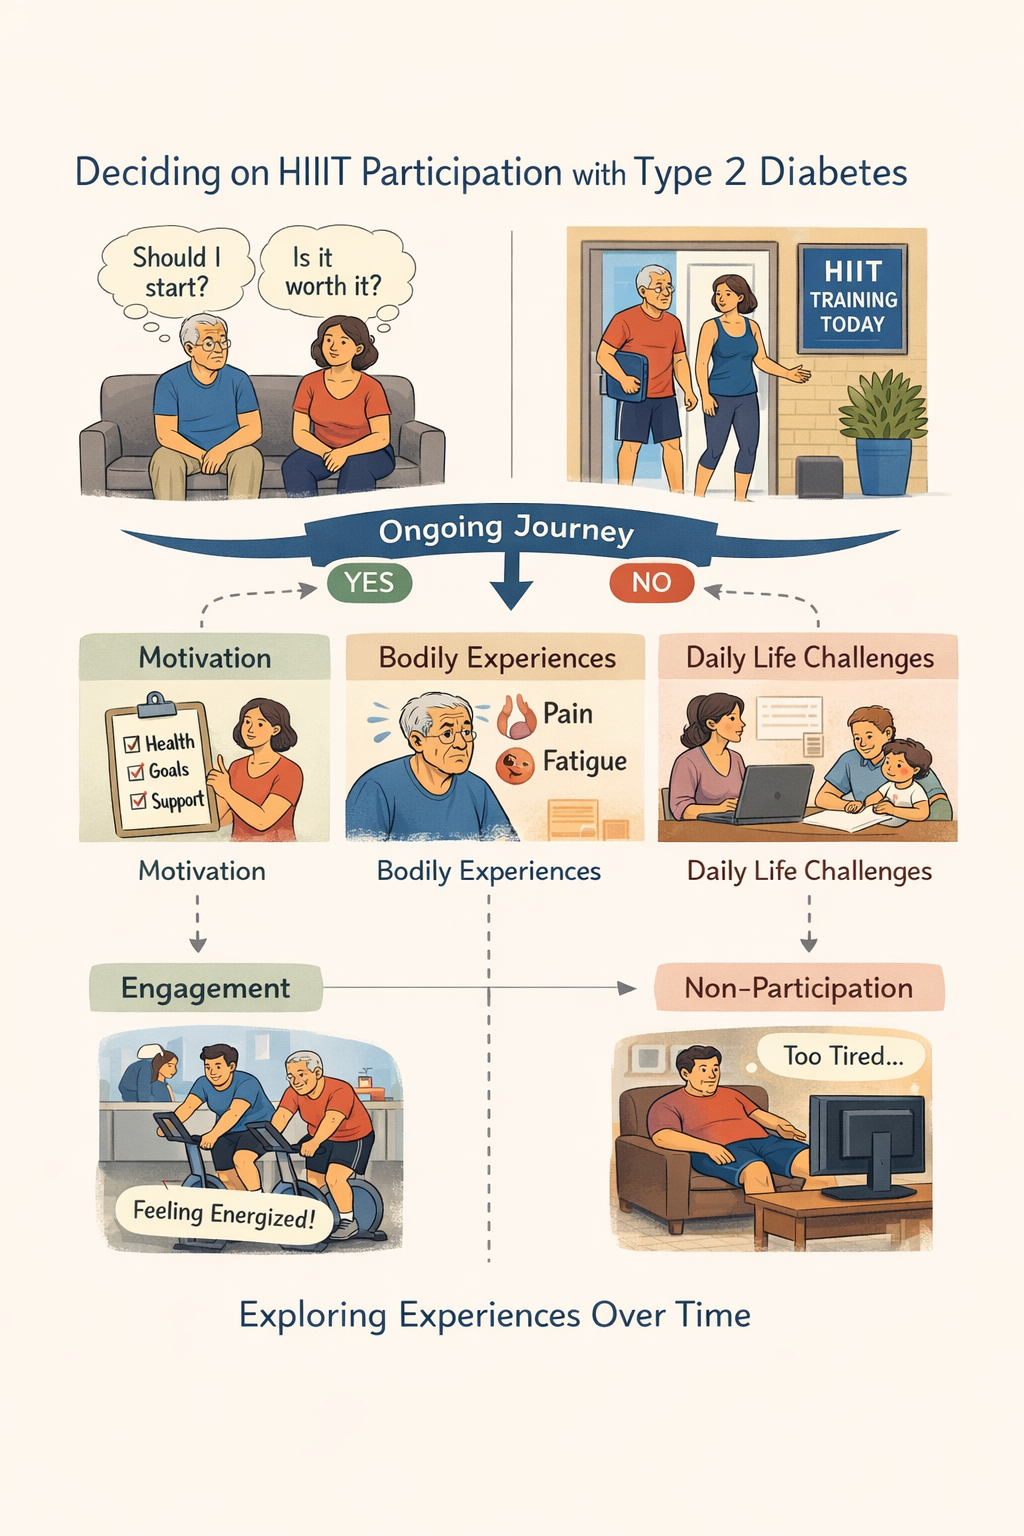 Deciding on HIIIT Participation with Type 2 Diabetes
Should I
start?
Is it
worth it?
HIIT
TRAINING
TODAY
Ongoing Journey
YES
NO
Motivation
Bodily Experiences
Daily Life Challenges
Health
Goals
Support
Pain
Fatigue
Motivation
Bodily Experiences
Daily Life Challenges
Engagement
Non-Participation
Too Tired...
Feeling Energized!
Exploring Experiences Over Time